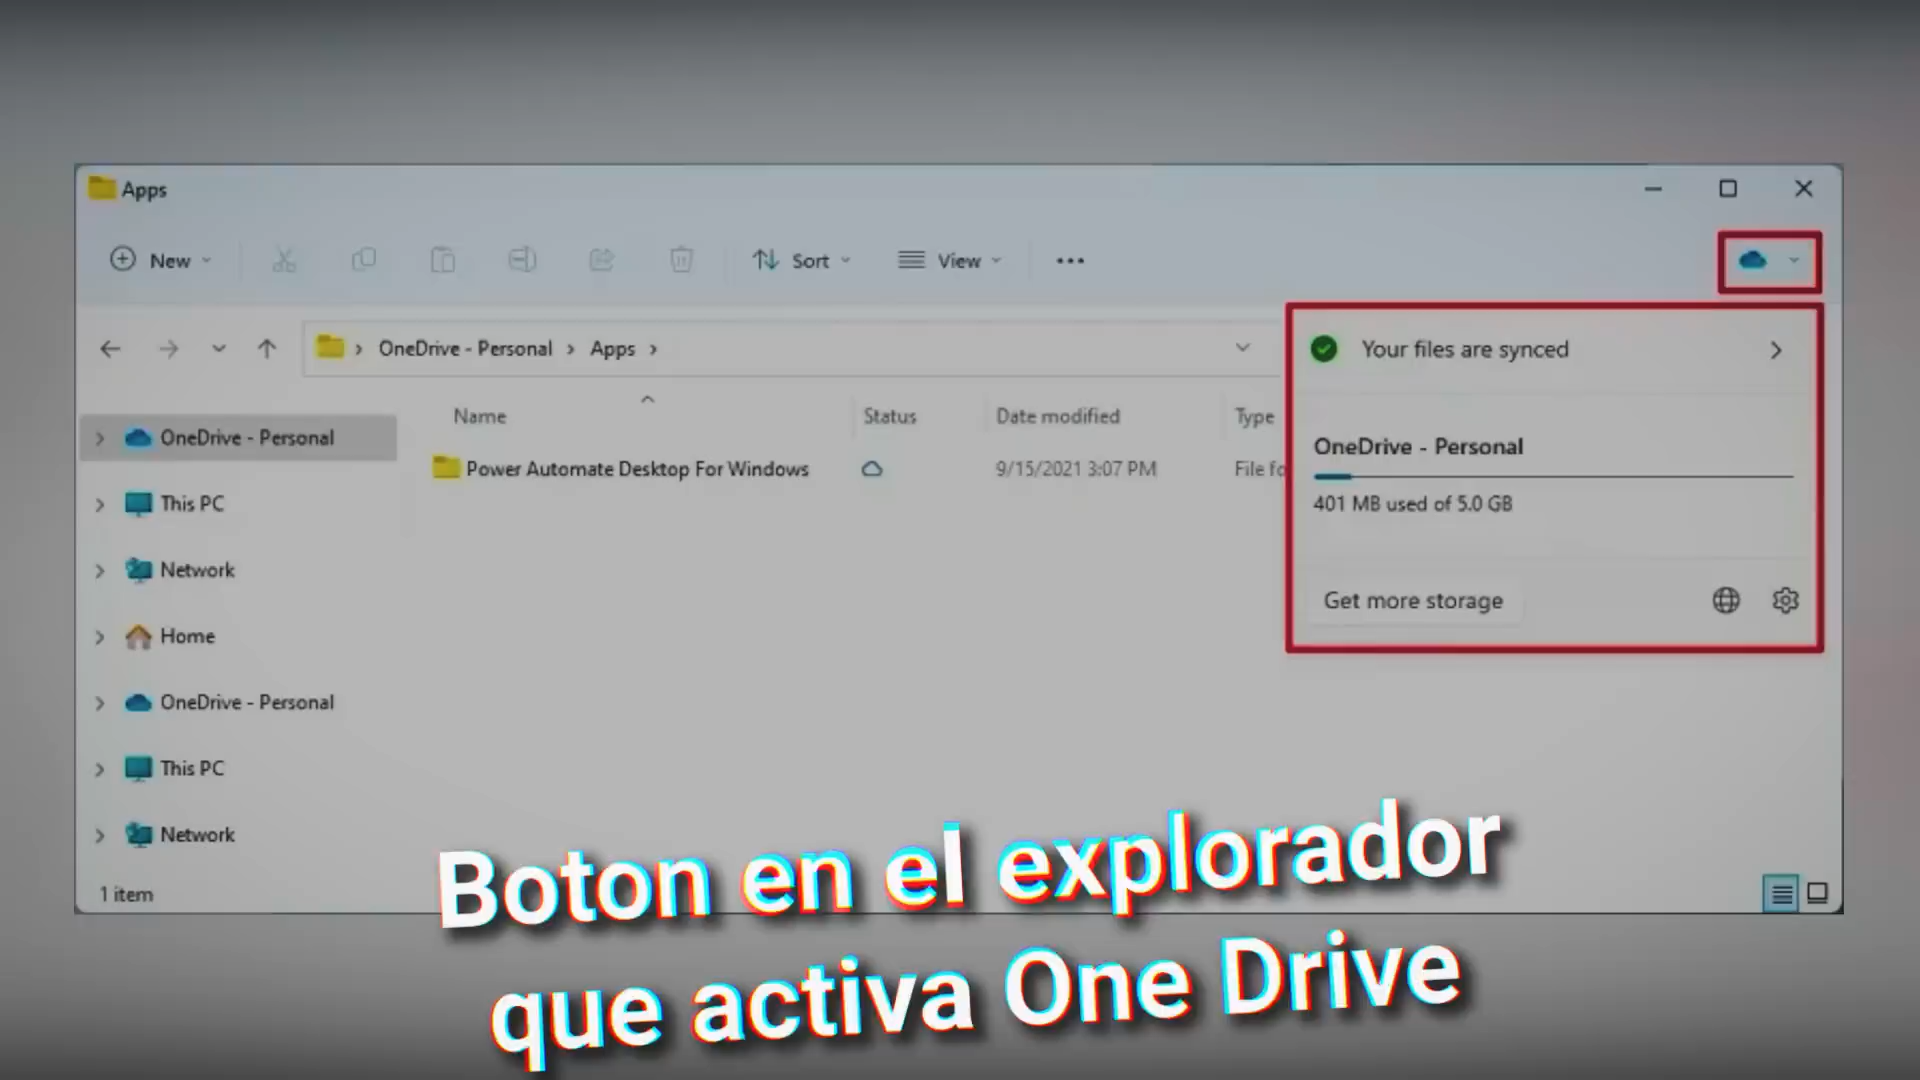 Apps
New
Sort
View
OneDrive - Personal
Apps
Your files are synced
Name
Status
Date modified
Type
OneDrive - Personal
Power Automate Desktop For Windows
9/15/2021 3:07 PM
File fo
OneDrive - Personal
401 MB used of 5.0 GB
This PC
Network
Get more storage
Home
OneDrive - Personal
This PC
Network
1 item
Boton en el explorador
que activa One Drive